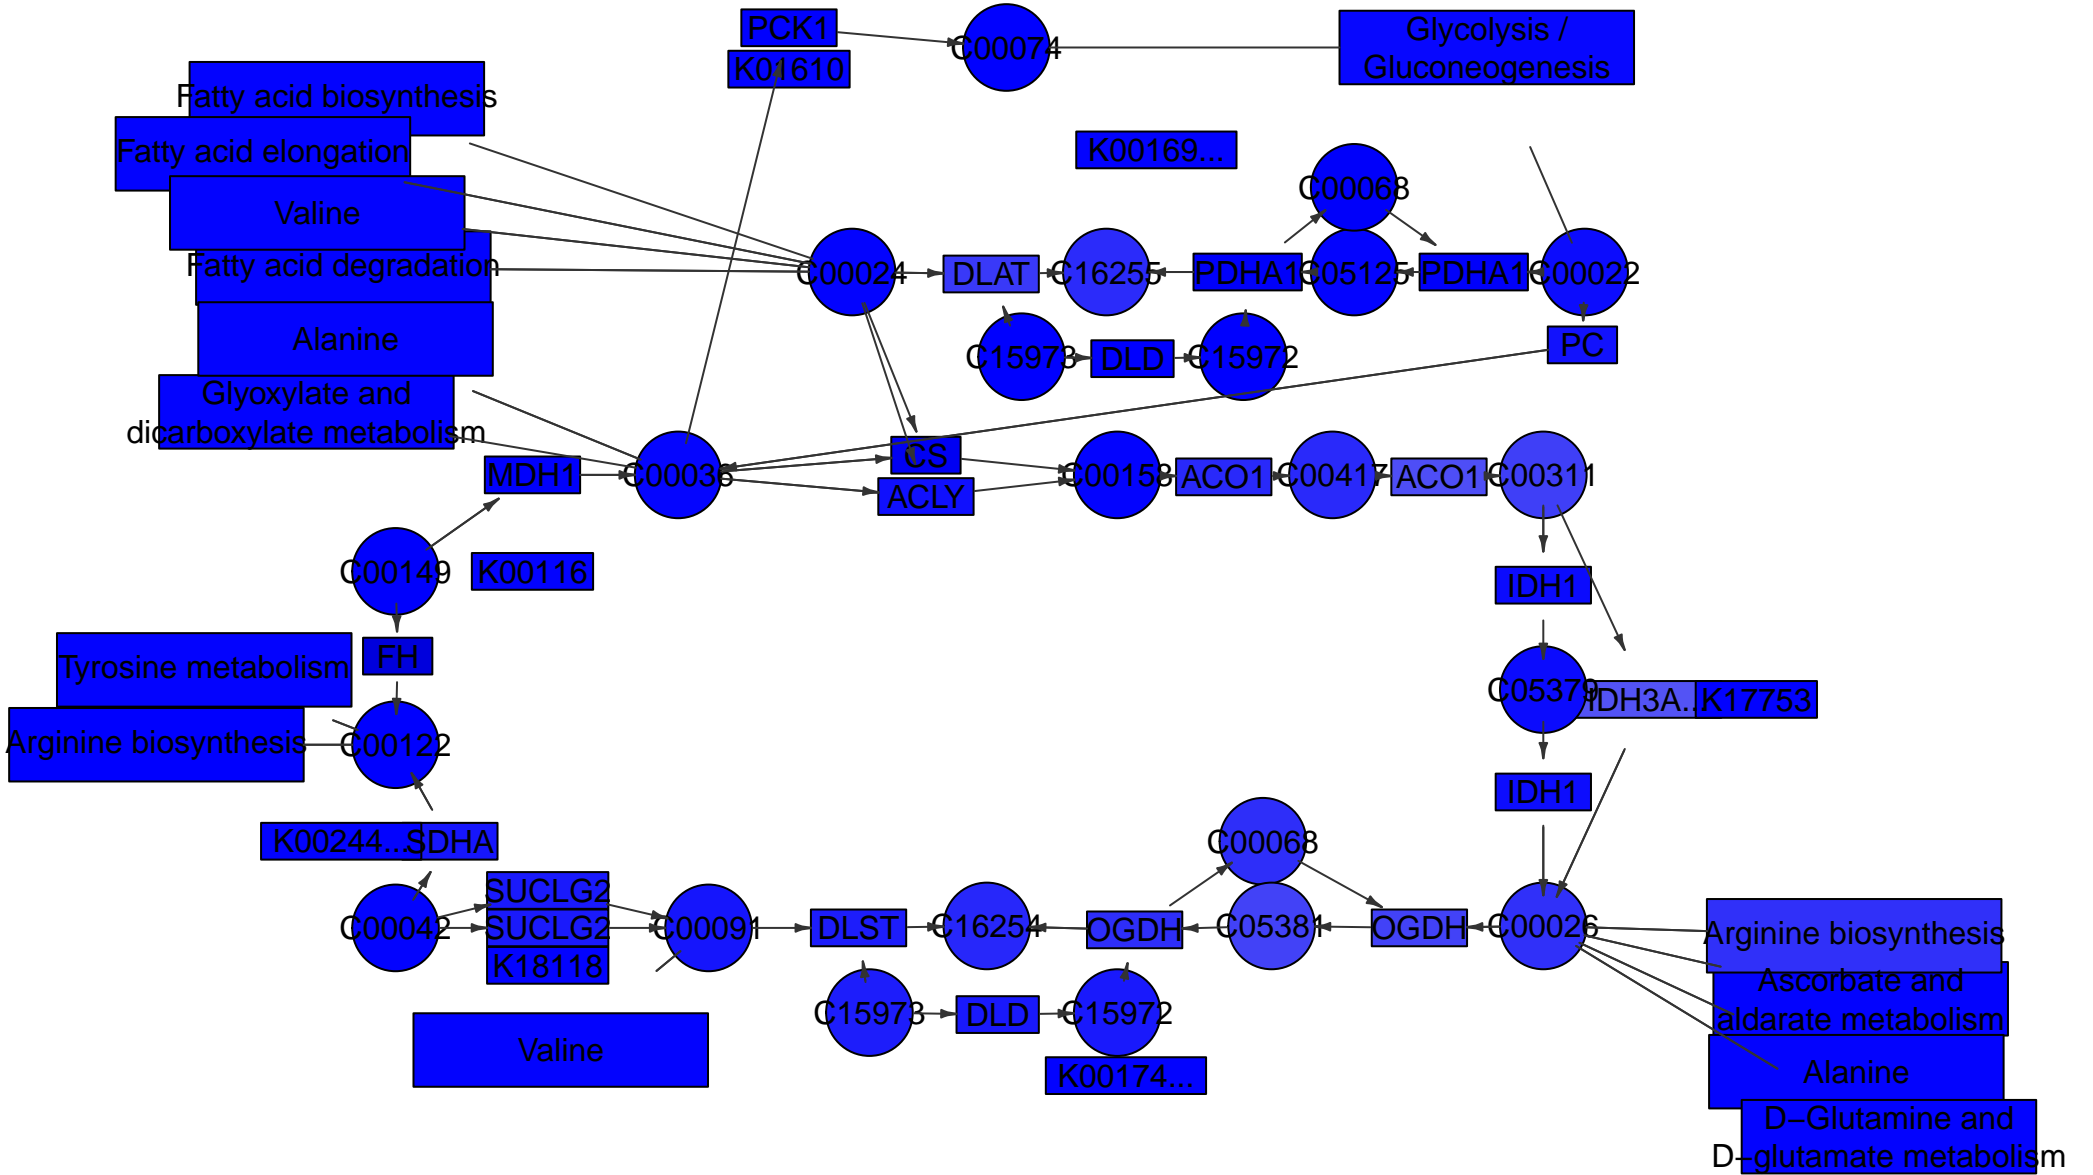 PCK1
C00074
Glycolysis /
Gluconeogenesis
K01610
Fatty acid biosynthesis
Fatty acid elongation
K00169...
C00068
Valine
Fatty acid degradation
C00024
DLAT
C16255
PDHA1
C05125
PDHA1
C00022
Alanine
C15973
DLD
C15972
PC
Glyoxylate and
dicarboxylate metabolism
MDH1
C00036
CS
ACLY
C00158
ACO1
C00417
ACO1
C00311
C00149
K00116
IDH1
FH
Tyrosine metabolism
C05379
IDH3A...
K17753
Arginine biosynthesis
C00122
IDH1
K00244...
SDHA
C00068
SUCLG2
C00042
SUCLG2
C00091
DLST
C16254
OGDH
C05381
OGDH
C00026
Arginine biosynthesis
K18118
Ascorbate and
aldarate metabolism
C15973
DLD
C15972
Valine
K00174...
Alanine
D−Glutamine and
D−glutamate metabolism